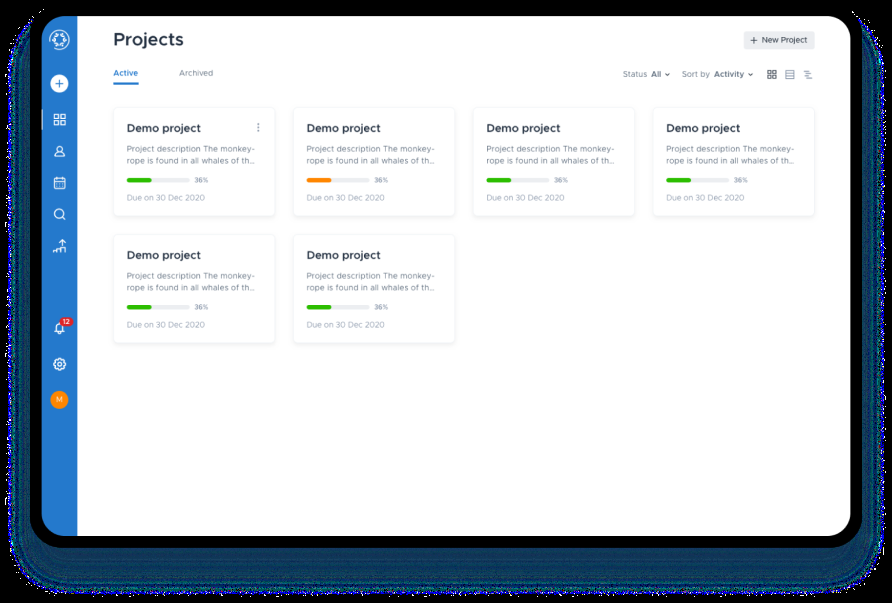 Projects
+ New Project
Active
Archived
Status All
Sort by Activity
Demo project
Project description The monkey-
rope is found in all whales of th...
36%
Due on 30 Dec 2020
Demo project
Project description The monkey-
rope is found in all whales of th...
36%
Due on 30 Dec 2020
Demo project
Project description The monkey-
rope is found in all whales of th...
36%
Due on 30 Dec 2020
Demo project
Project description The monkey-
rope is found in all whales of th...
36%
Due on 30 Dec 2020
Demo project
Project description The monkey-
rope is found in all whales of th...
36%
Due on 30 Dec 2020
Demo project
Project description The monkey-
rope is found in all whales of th...
36%
Due on 30 Dec 2020
12
M